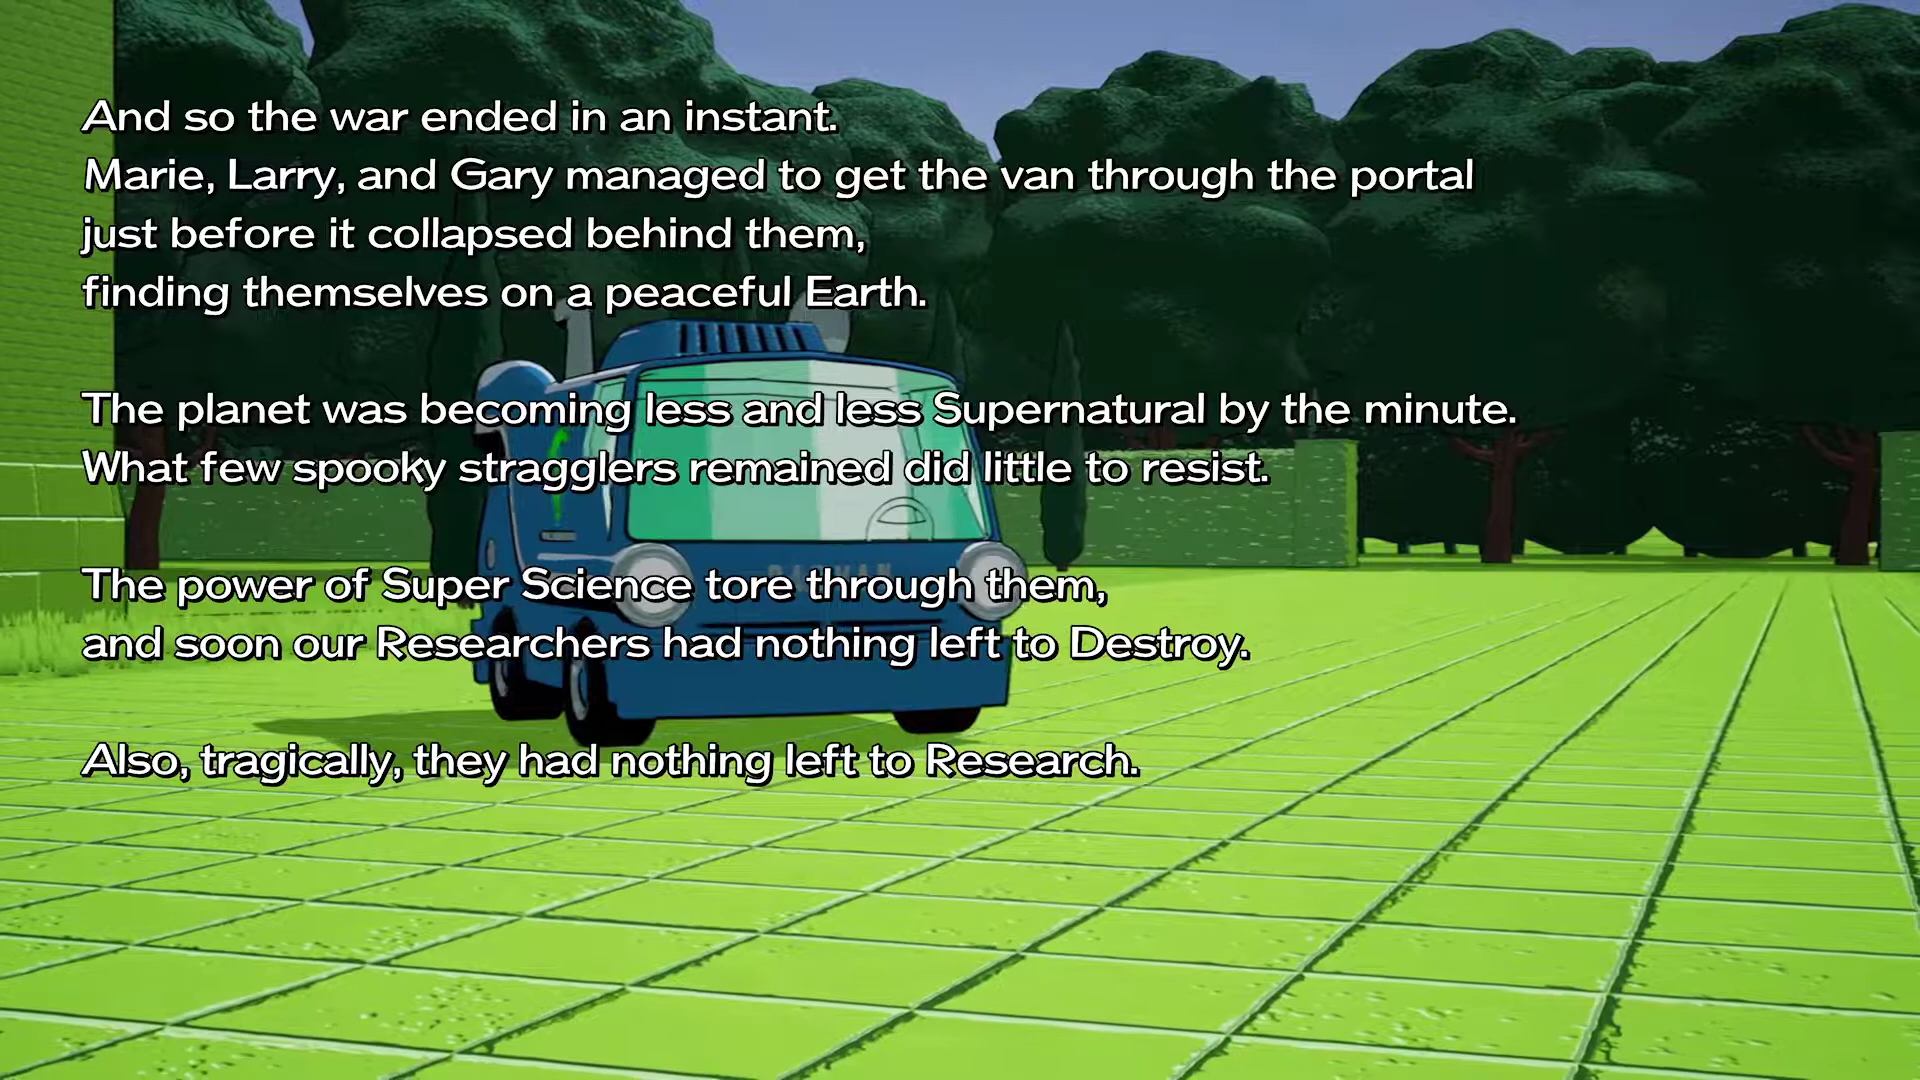 And so the war ended in an instant.
Marie, Larry, and Gary managed to get the van through the portal
just before it collapsed behind them,
finding themselves on a peaceful Earth.
The planet was becoming less and less Supernatural by the minute.
What few spooky stragglers remained did little to resist.
The power of Super Science tore through them,
and soon our Researchers had nothing left to Destroy.
Also, tragically, they had nothing left to Research.